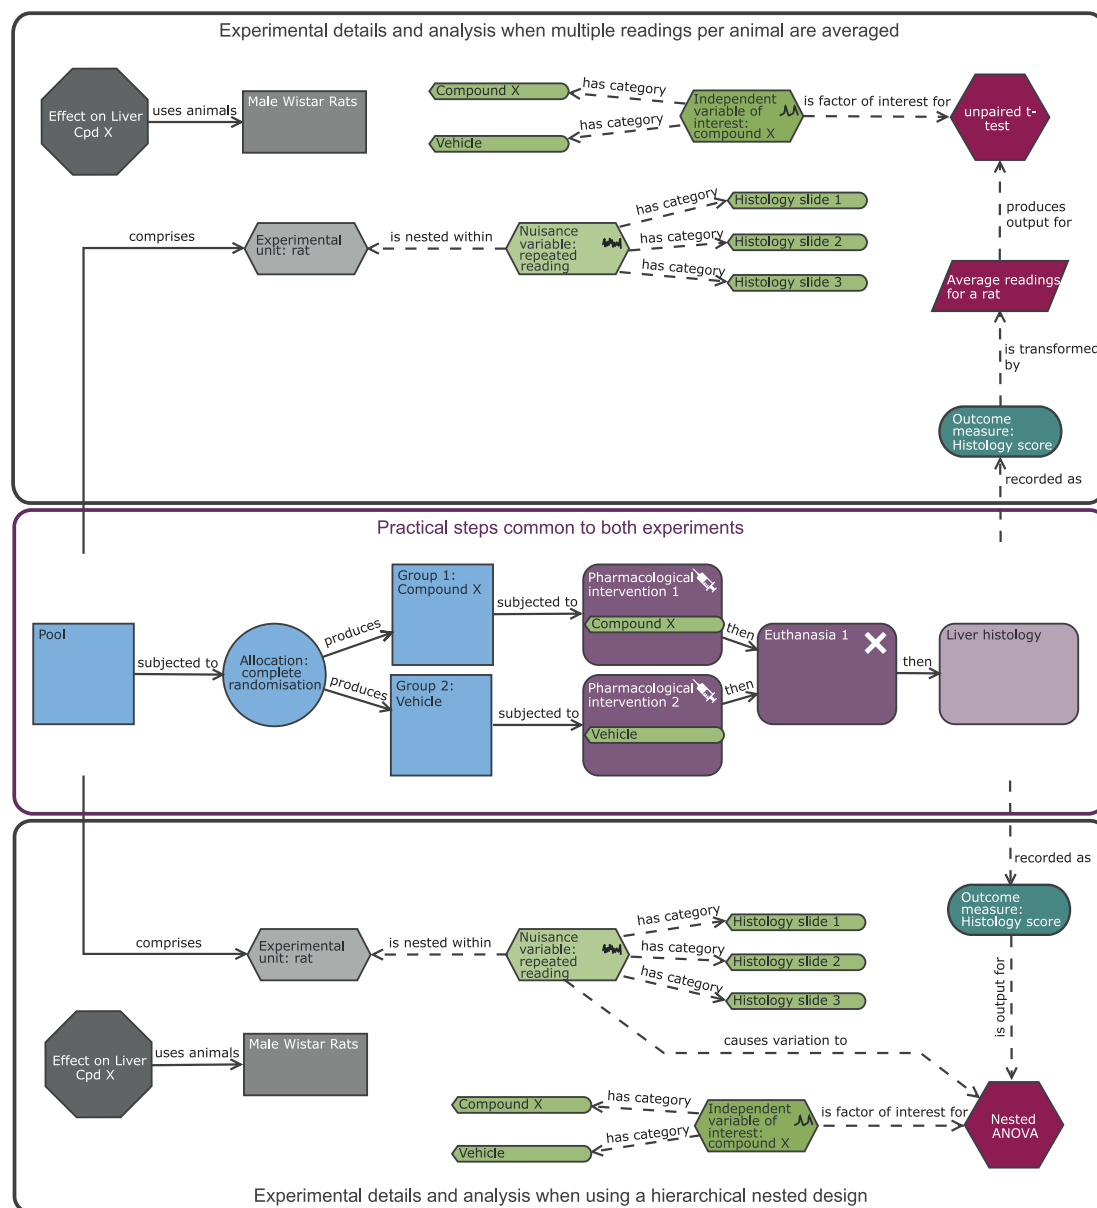 Experimental details and analysis when multiple readings per animal are averaged
Effect on Liver
Cpd X
uses animals
Male Wistar Rats
Compound X
has category
Vehicle
has category
Independent
variable of
interest:
compound X
is factor of interest for
unpaired t-
test
comprises
Experimental
unit: rat
is nested within
Nuisance
variable:
repeated
reading
has category
Histology slide 1
has category
Histology slide 2
has category
Histology slide 3
produces
output for
Average readings
for a rat
is transformed
by
Outcome
measure:
Histology score
recorded as
Practical steps common to both experiments
Pool
subjected to
Allocation:
complete
randomisation
produces
produces
Group 1:
Compound X
subjected to
Pharmacological
intervention 1
Compound X
then
Group 2:
Vehicle
subjected to
Pharmacological
intervention 2
Vehicle
then
Euthanasia 1
then
Liver histology
recorded as
Outcome
measure:
Histology score
comprises
Experimental
unit: rat
is nested within
Nuisance
variable:
repeated
reading
has category
Histology slide 1
has category
Histology slide 2
has category
Histology slide 3
is output for
causes variation to
Effect on Liver
Cpd X
uses animals
Male Wistar Rats
Compound X
has category
Vehicle
has category
Independent
variable of
interest:
compound X
is factor of interest for
Nested
ANOVA
Experimental details and analysis when using a hierarchical nested design